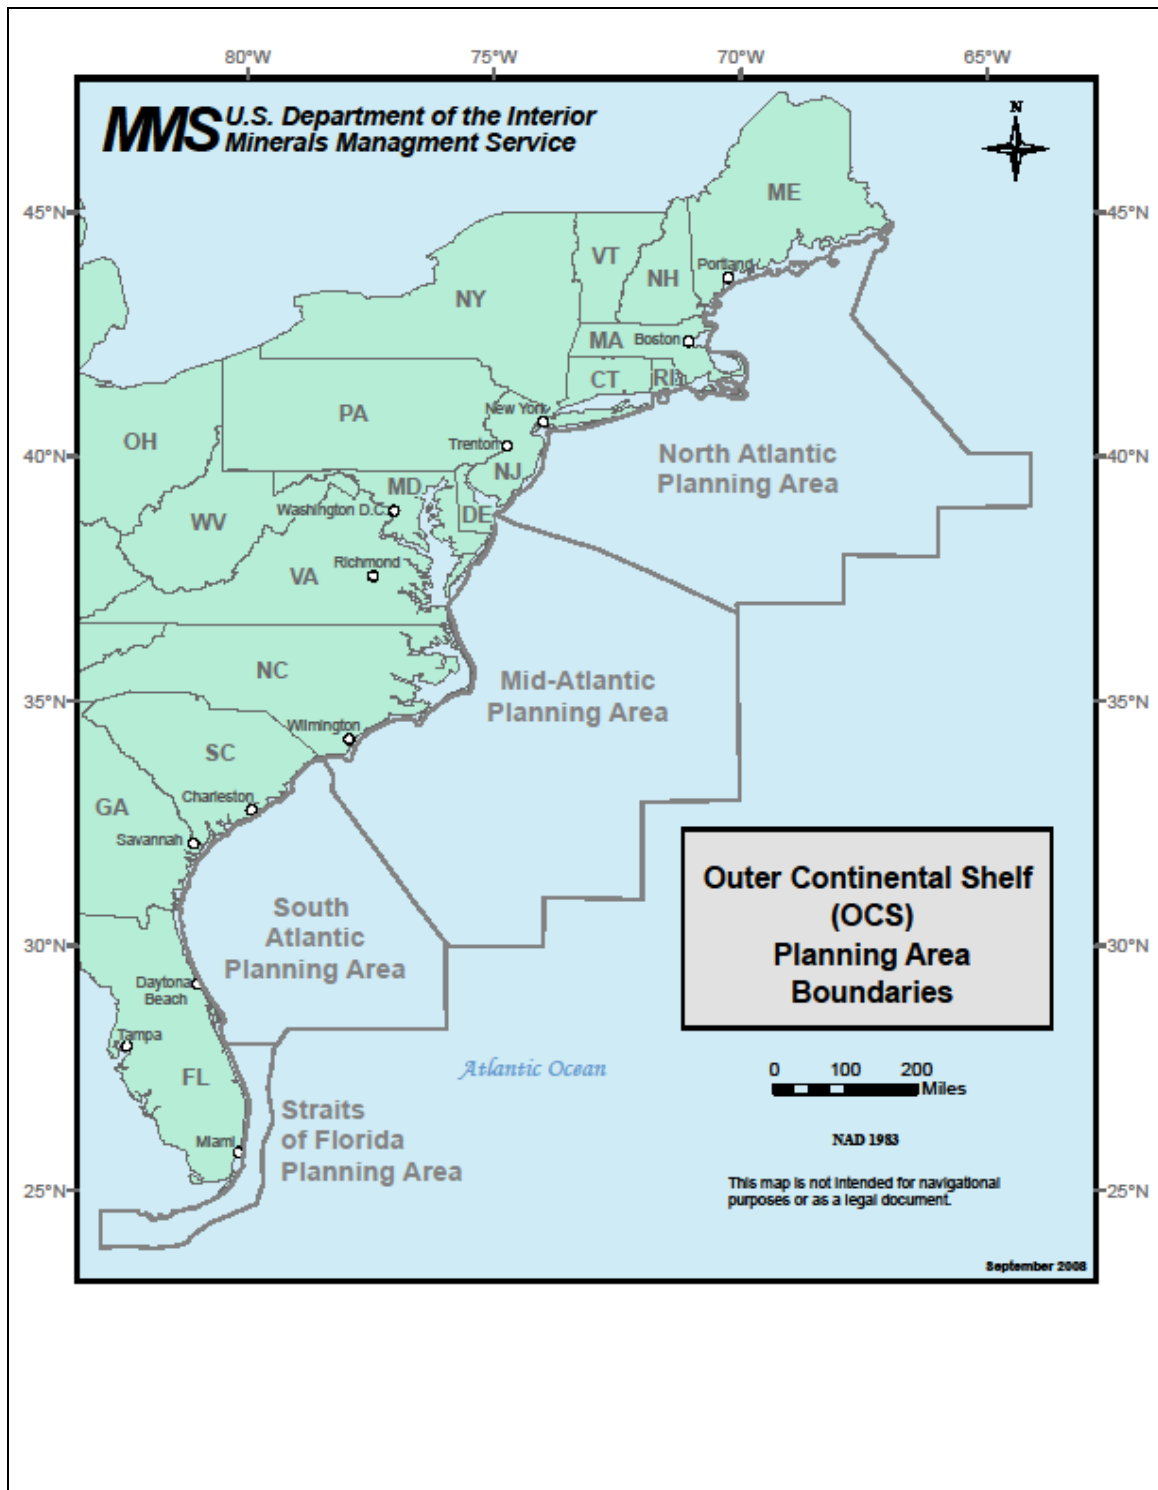 80°W 75°W 70°W 65°W
MMS U.S. Department of the Interior
Minerals Managment Service
N
ME
45°N 45°N
VT
NH
Portland
NY
MA Boston
CT RI
New York
PA
OH
Trenton
North Atlantic
Planning Area
40°N 40°N
NJ
MD
DE
Washington D.C.
WV
Richmond
VA
NC
Mid-Atlantic
Planning Area
35°N 35°N
Wilmington
SC
Charleston
GA
Savannah
Outer Continental Shelf
(OCS)
Planning Area
Boundaries
South
Atlantic
Planning Area
30°N 30°N
Daytona
Beach
Tampa
FL
Atlantic Ocean
0 100 200
Miles
Straits
of Florida
Planning Area
Miami
NAD 1983
25°N 25°N
This map is not intended for navigational
purposes or as a legal document.
September 2008